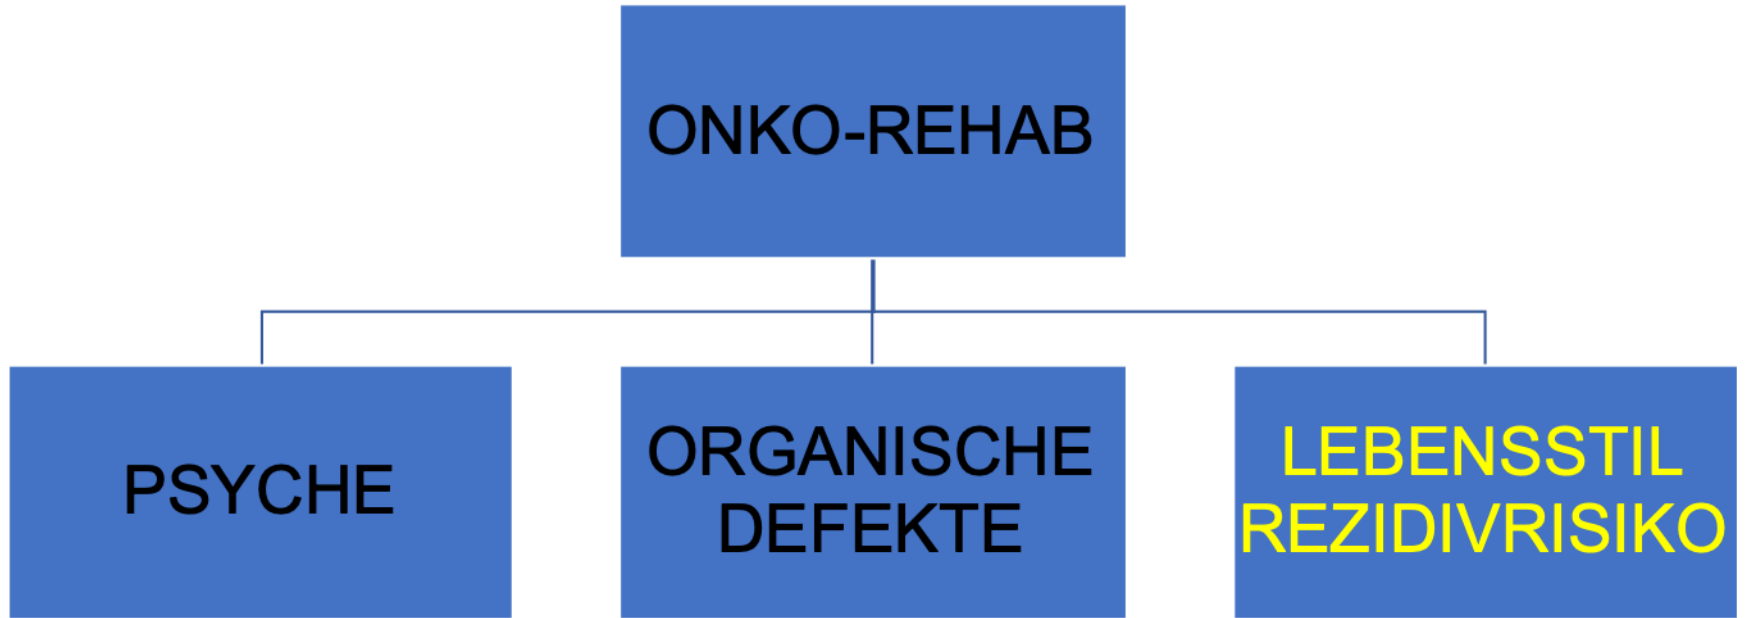 ONKO-REHAB
PSYCHE
ORGANISCHE
DEFEKTE
LEBENSSTIL
REZIDIVRISIKO